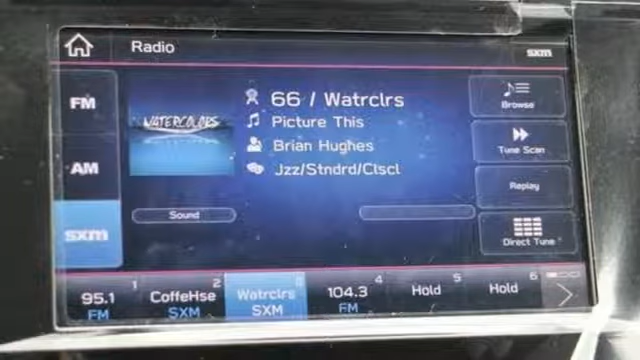 Radio
sxm
FM
AM
sxm
WATERCOLORS
66 / Watrclrs
Picture This
Brian Hughes
Jzz/Stndrd/Clscl
Browse
Tune Scan
Replay
Direct Tune
Sound
1
95.1
FM
2
CoffeHse
SXM
Watrclrs
SXM
4
104.3
FM
5
Hold
6
Hold